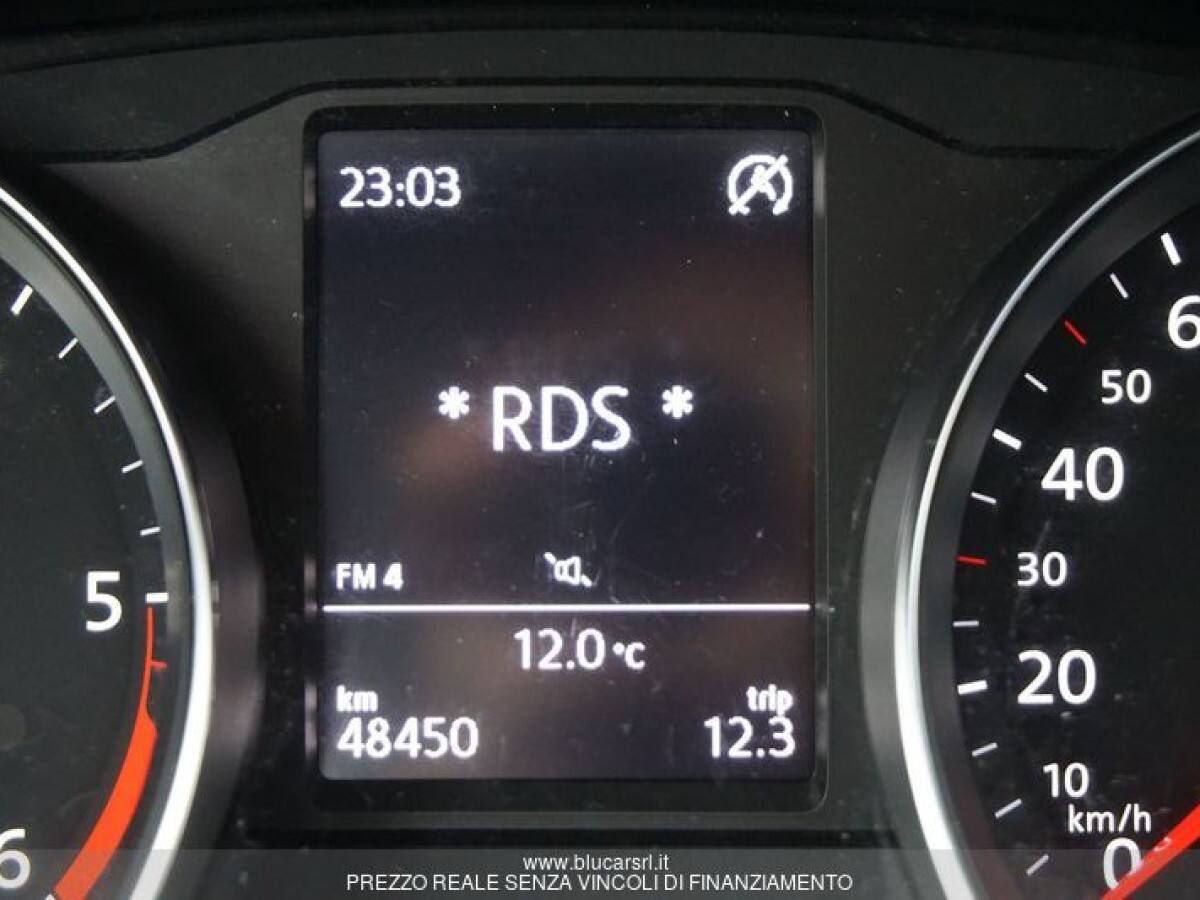 23:03
* RDS *
FM 4
12.0°C
km
trip
48450
12.3
5
6
60
50
40
30
20
10
km/h
0
www.blucarsrl.it
PREZZO REALE SENZA VINCOLI DI FINANZIAMENTO